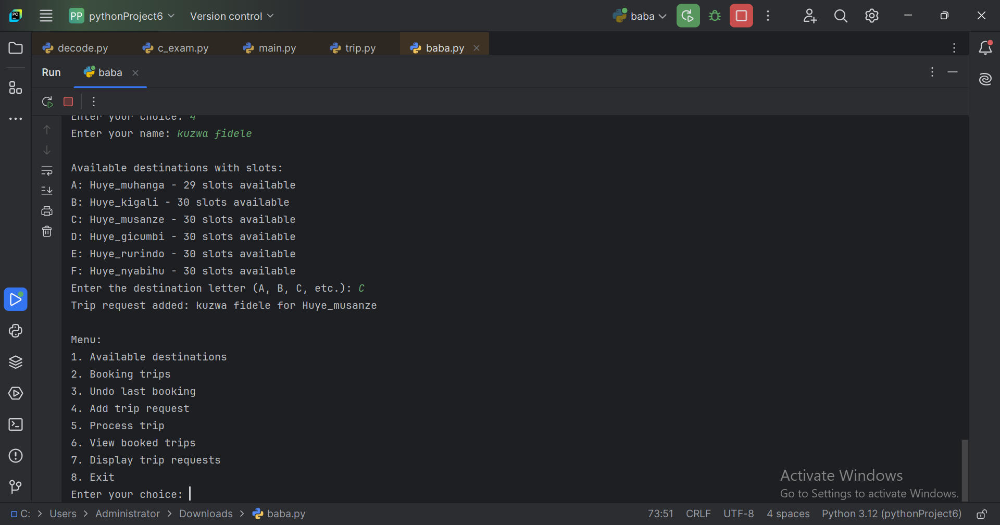 PP pythonProject6 Version control baba
decode.py c_exam.py main.py trip.py baba.py
Run baba
Enter your choice: 4
Enter your name: kuzwa fidele
Available destinations with slots:
A: Huye_muhanga - 29 slots available
B: Huye_kigali - 30 slots available
C: Huye_musanze - 30 slots available
D: Huye_gicumbi - 30 slots available
E: Huye_rurindo - 30 slots available
F: Huye_nyabihu - 30 slots available
Enter the destination letter (A, B, C, etc.): C
Trip request added: kuzwa fidele for Huye_musanze
Menu:
1. Available destinations
2. Booking trips
3. Undo last booking
4. Add trip request
5. Process trip
6. View booked trips
7. Display trip requests
8. Exit
Enter your choice:
Activate Windows
Go to Settings to activate Windows.
C: > Users > Administrator > Downloads > baba.py 73:51 CRLF UTF-8 4 spaces Python 3.12 (pythonProject6)